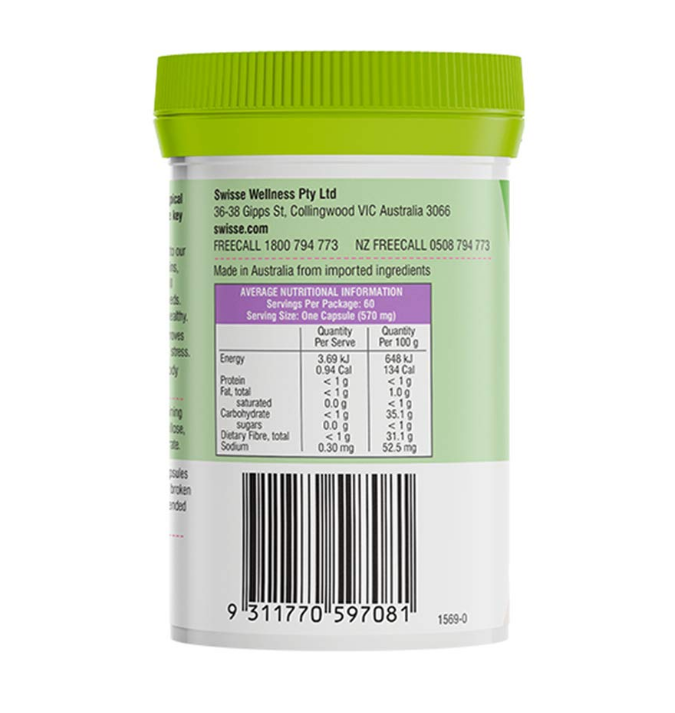 Swisse Wellness Pty Ltd
36-38 Gipps St, Collingwood VIC Australia 3066
swisse.com
FREECALL 1800 794 773 NZ FREECALL 0508 794 773
Made in Australia from imported ingredients
AVERAGE NUTRITIONAL INFORMATION
Servings Per Package: 60
Serving Size: One Capsule (570 mg)
Quantity Per Serve Quantity Per 100 g
Energy 3.69 kJ 648 kJ
0.94 Cal 134 Cal
Protein < 1 g < 1 g
Fat, total < 1 g 1.0 g
saturated 0.0 g < 1 g
Carbohydrate < 1 g 35.1 g
sugars 0.0 g < 1 g
Dietary Fibre, total < 1 g 31.1 g
Sodium 0.30 mg 52.5 mg
key
to our
stress.
broken
9 311770 597081
1569-0